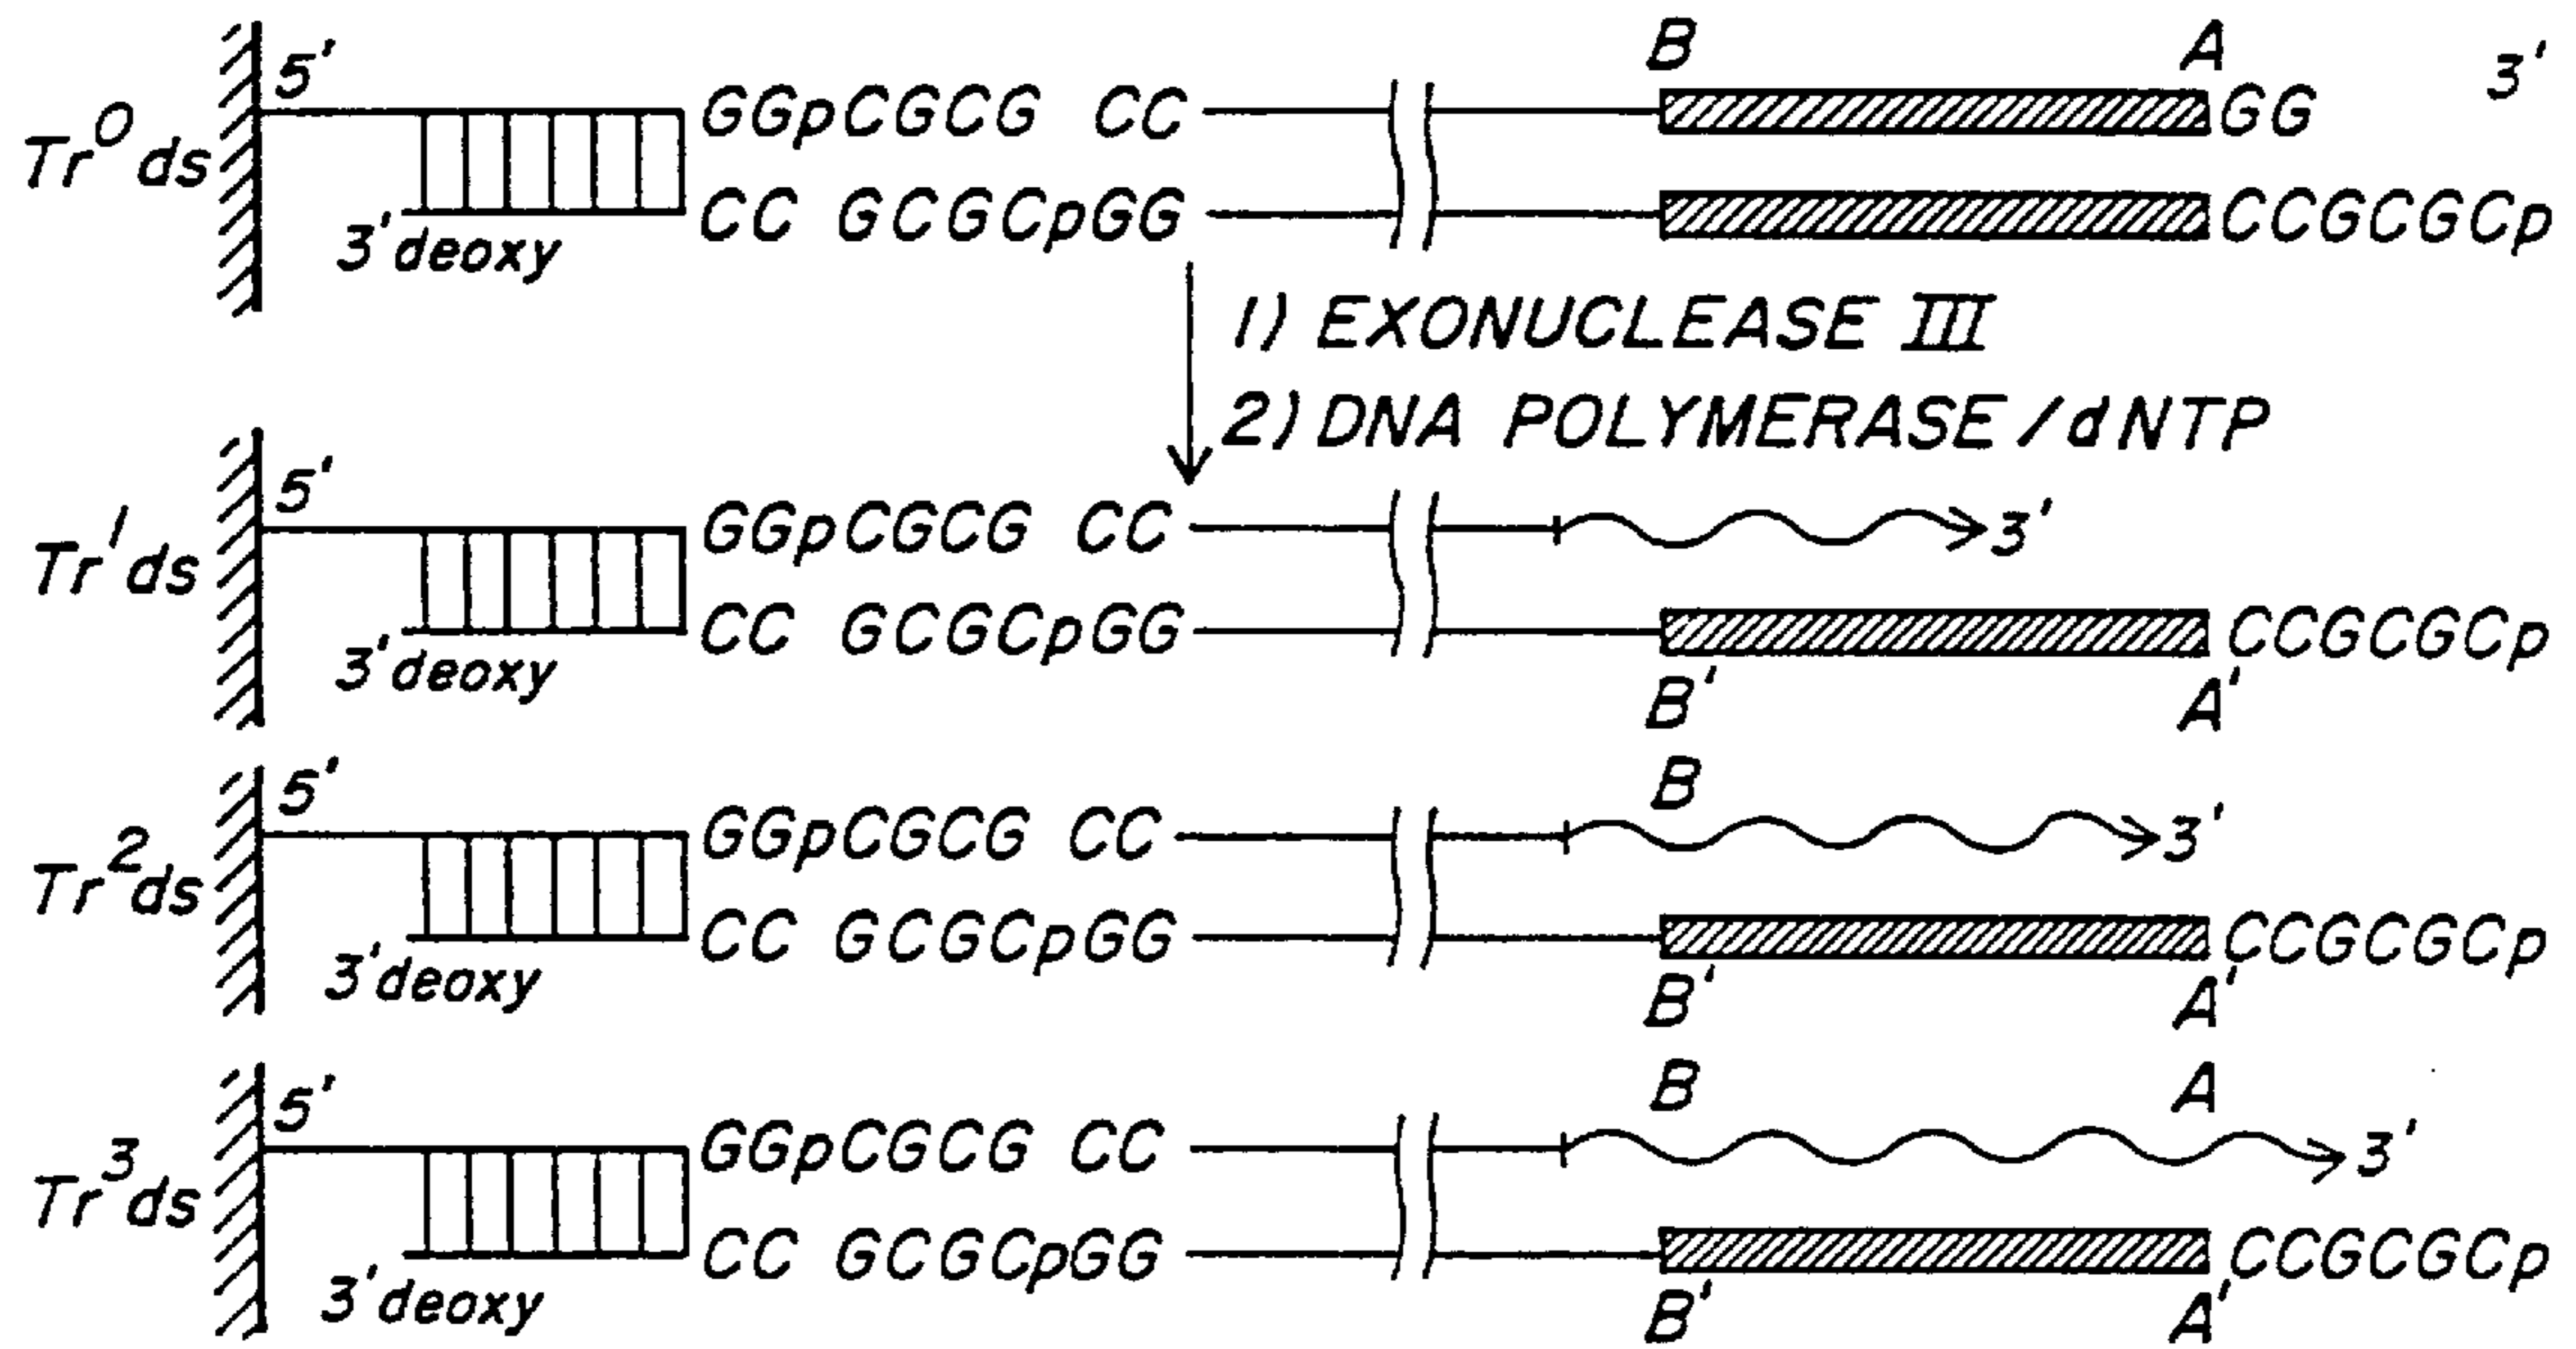 B A
5' 3'
GGpCGCG CC GG
Tr⁰ds
CC GCGCpGG CCGCGCp
3'deoxy
1) EXONUCLEASE III
2) DNA POLYMERASE/dNTP
5'
GGpCGCG CC 3'
Tr¹ds
CC GCGCpGG CCGCGCp
3'deoxy
B' A'
B
5'
GGpCGCG CC 3'
Tr²ds
CC GCGCpGG CCGCGCp
3'deoxy
B' A'
B A
5'
GGpCGCG CC 3'
Tr³ds
CC GCGCpGG CCGCGCp
3'deoxy
B' A'